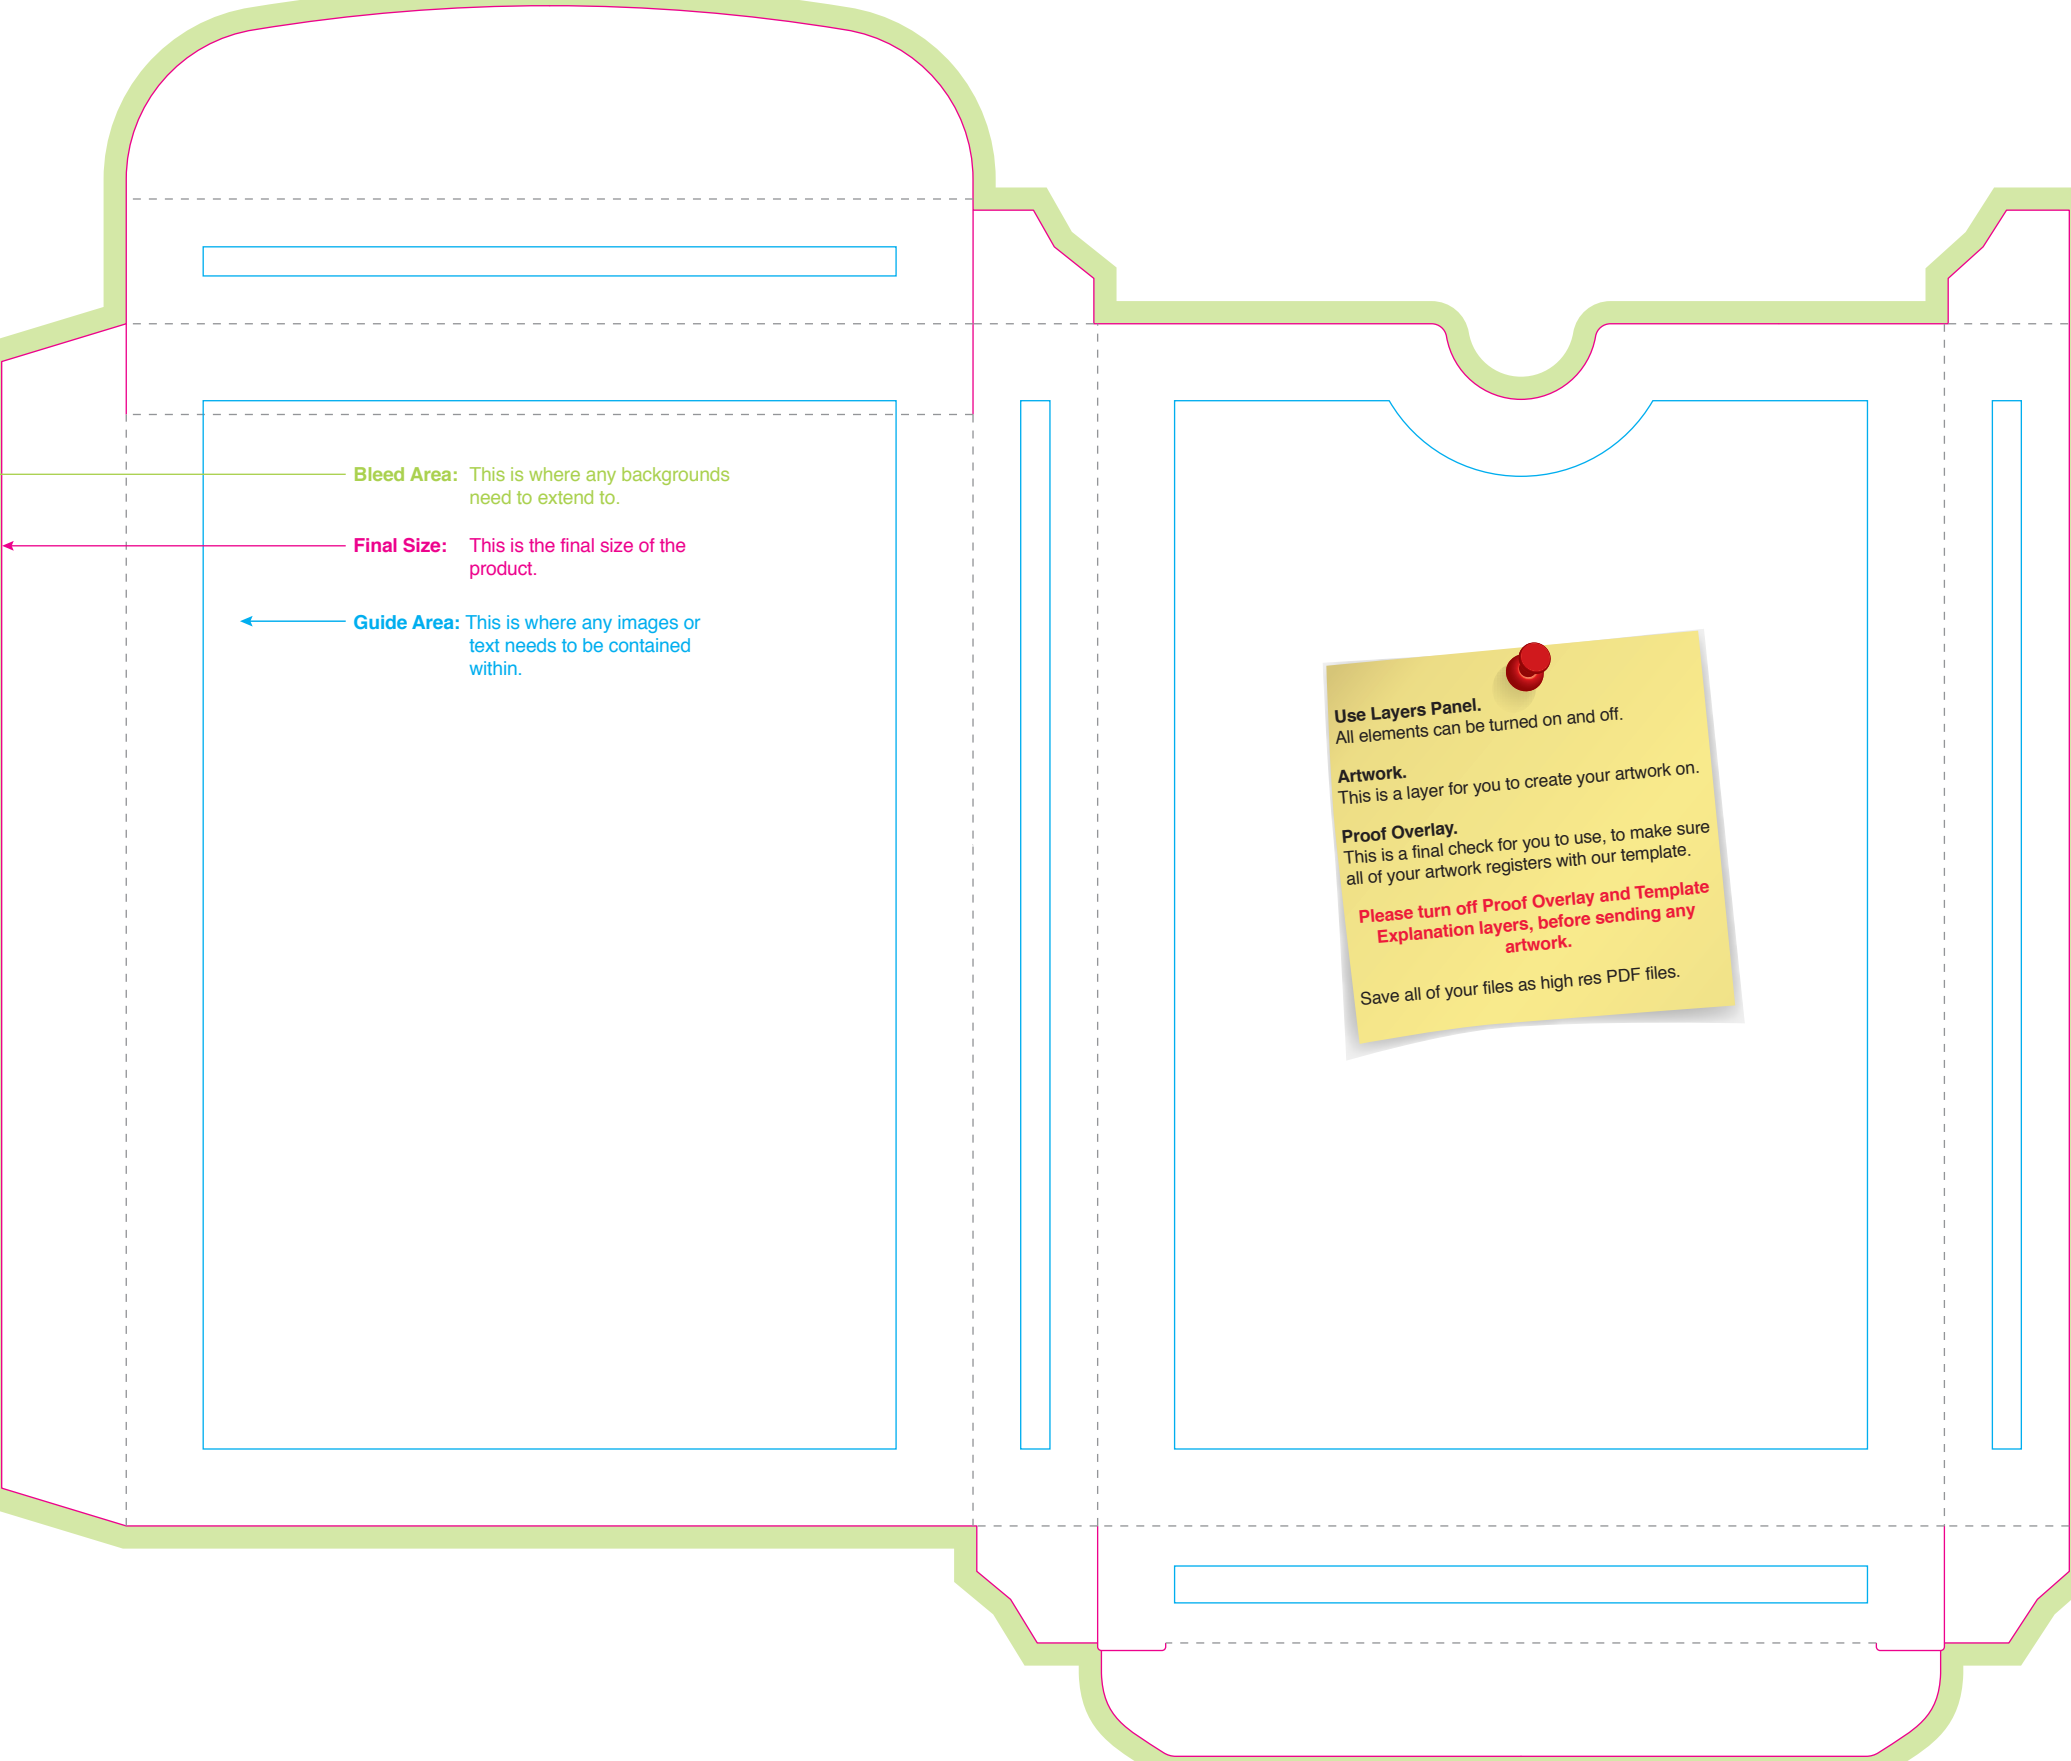 Bleed Area: This is where any backgrounds
need to extend to.
Final Size: This is the final size of the
product.
Guide Area: This is where any images or
text needs to be contained
within.
Use Layers Panel.
All elements can be turned on and off.
Artwork.
This is a layer for you to create your artwork on.
Proof Overlay.
This is a final check for you to use, to make sure
all of your artwork registers with our template.
Please turn off Proof Overlay and Template
Explanation layers, before sending any
artwork.
Save all of your files as high res PDF files.